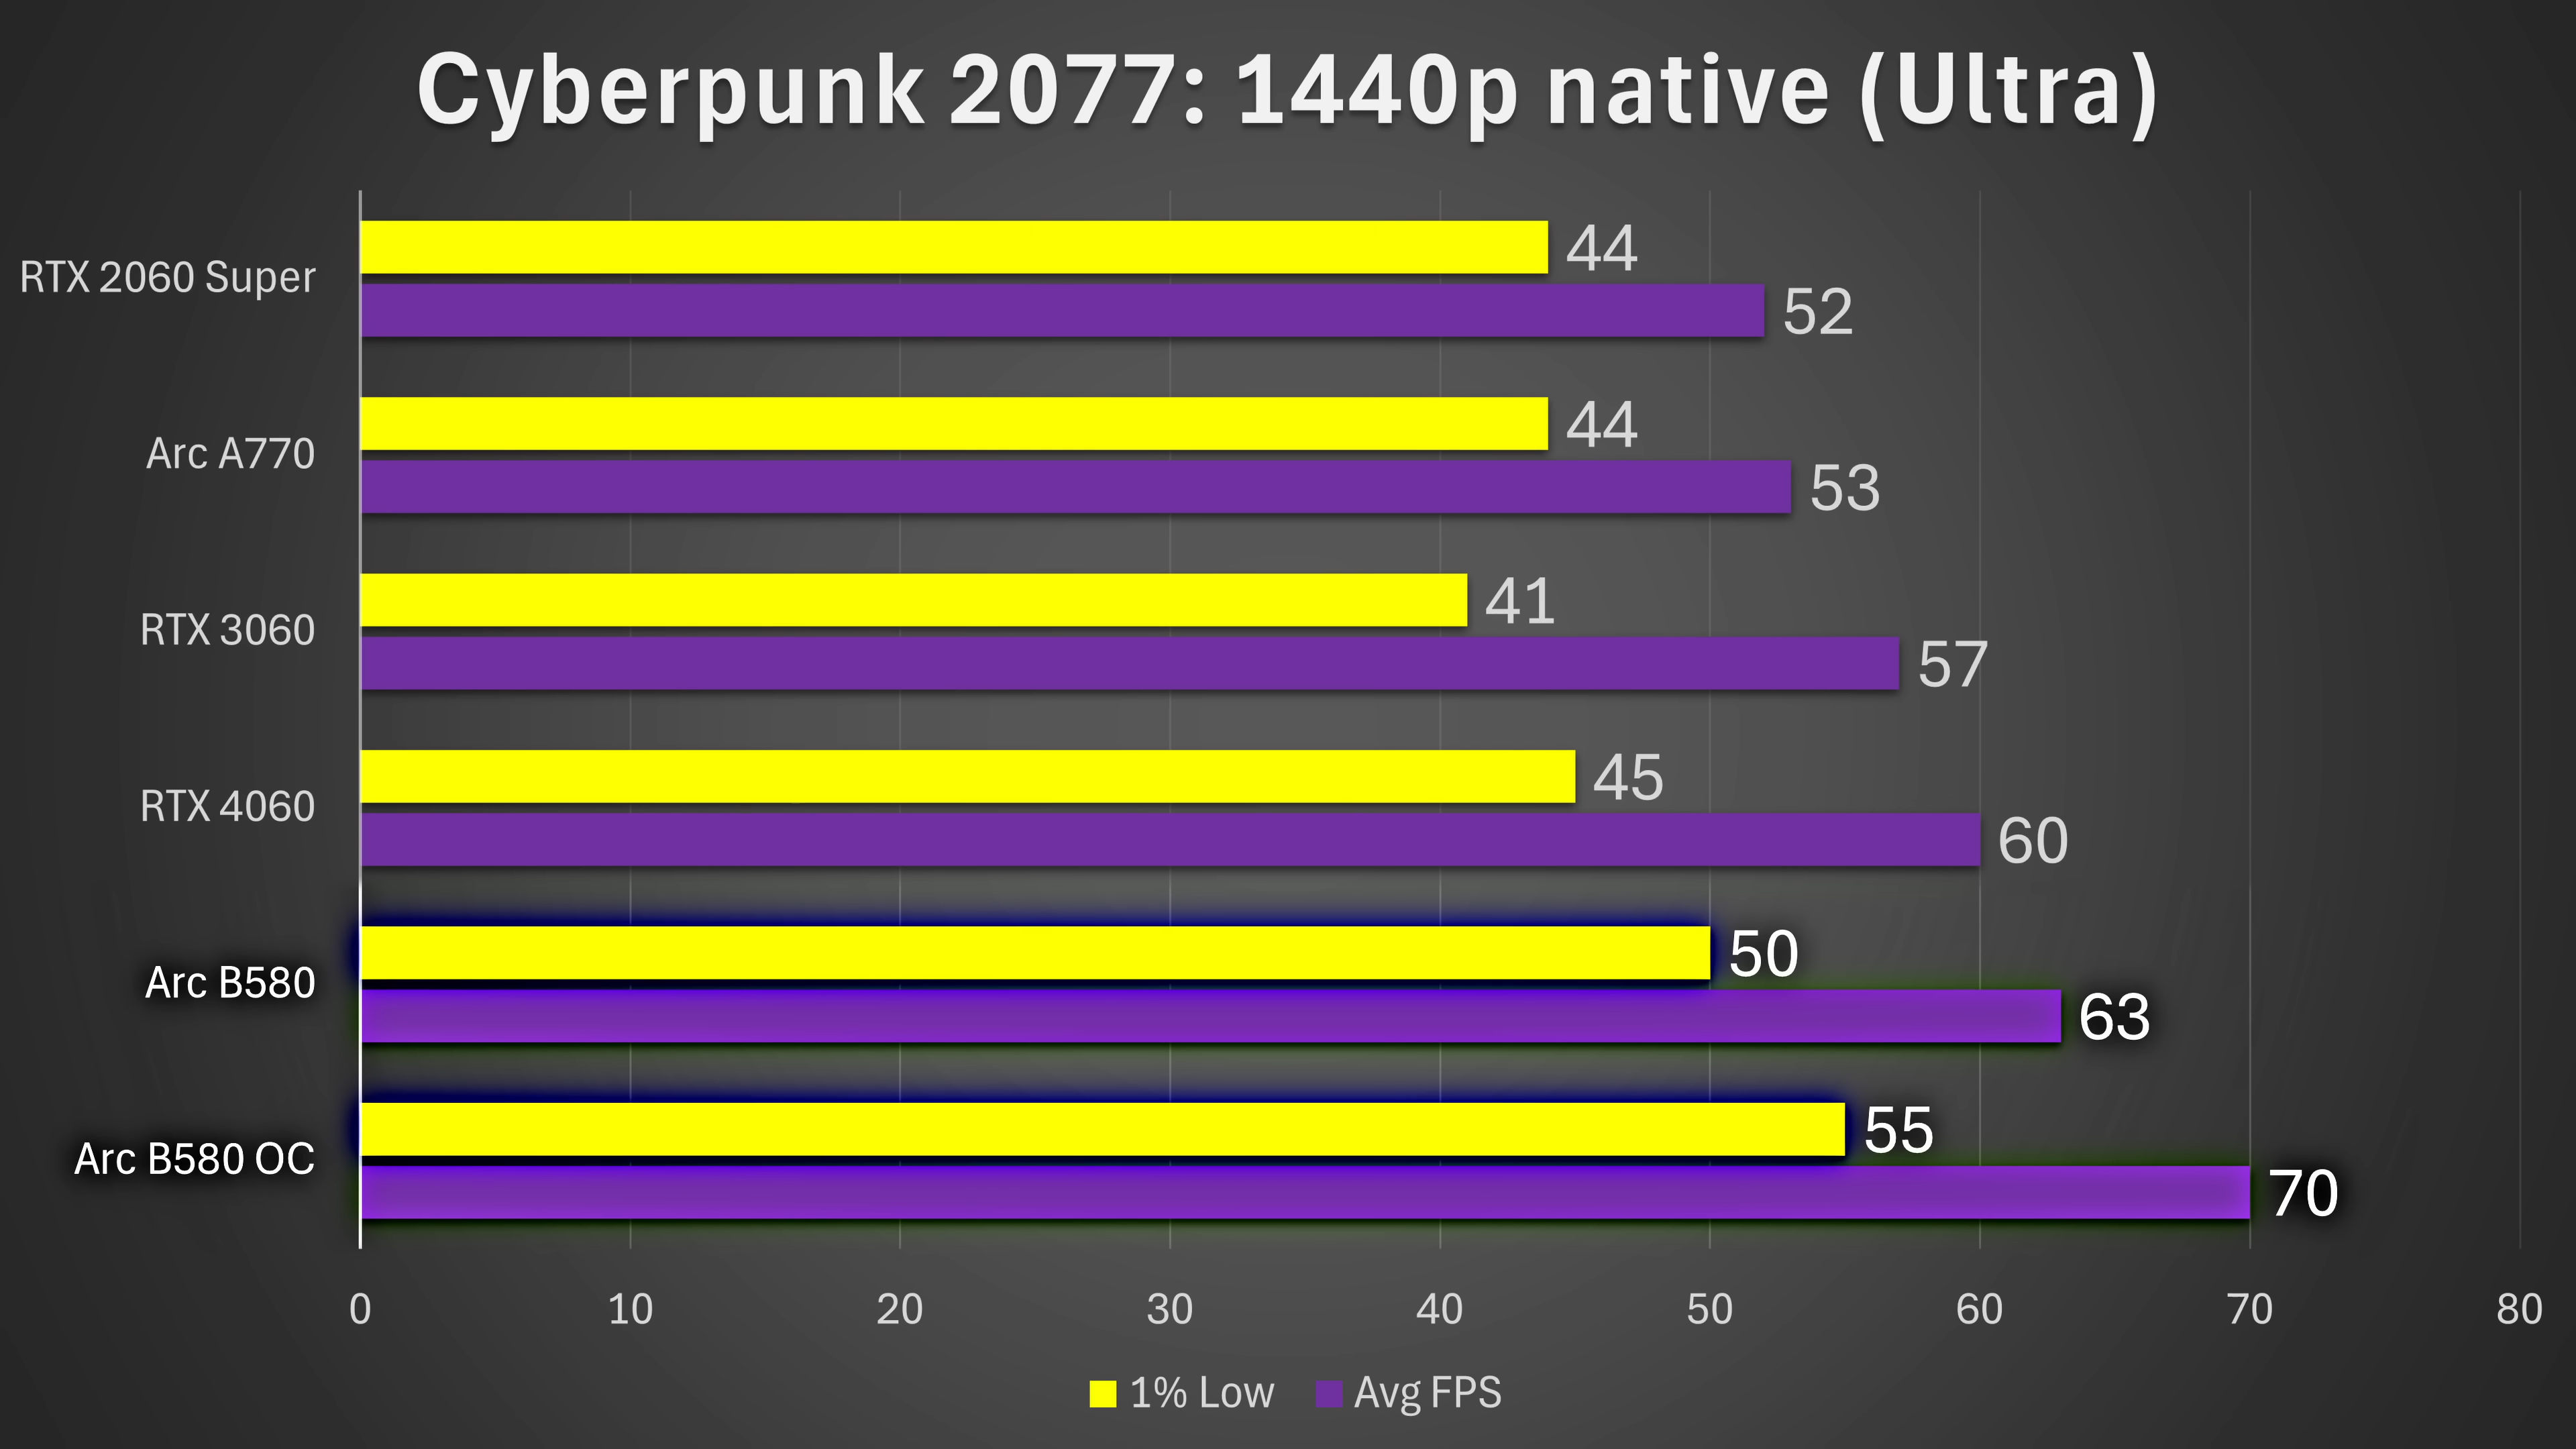 Cyberpunk 2077: 1440p native (Ultra)
RTX 2060 Super
44
52
Arc A770
44
53
RTX 3060
41
57
RTX 4060
45
60
Arc B580
50
63
Arc B580 OC
55
70
0 10 20 30 40 50 60 70 80
1% Low Avg FPS